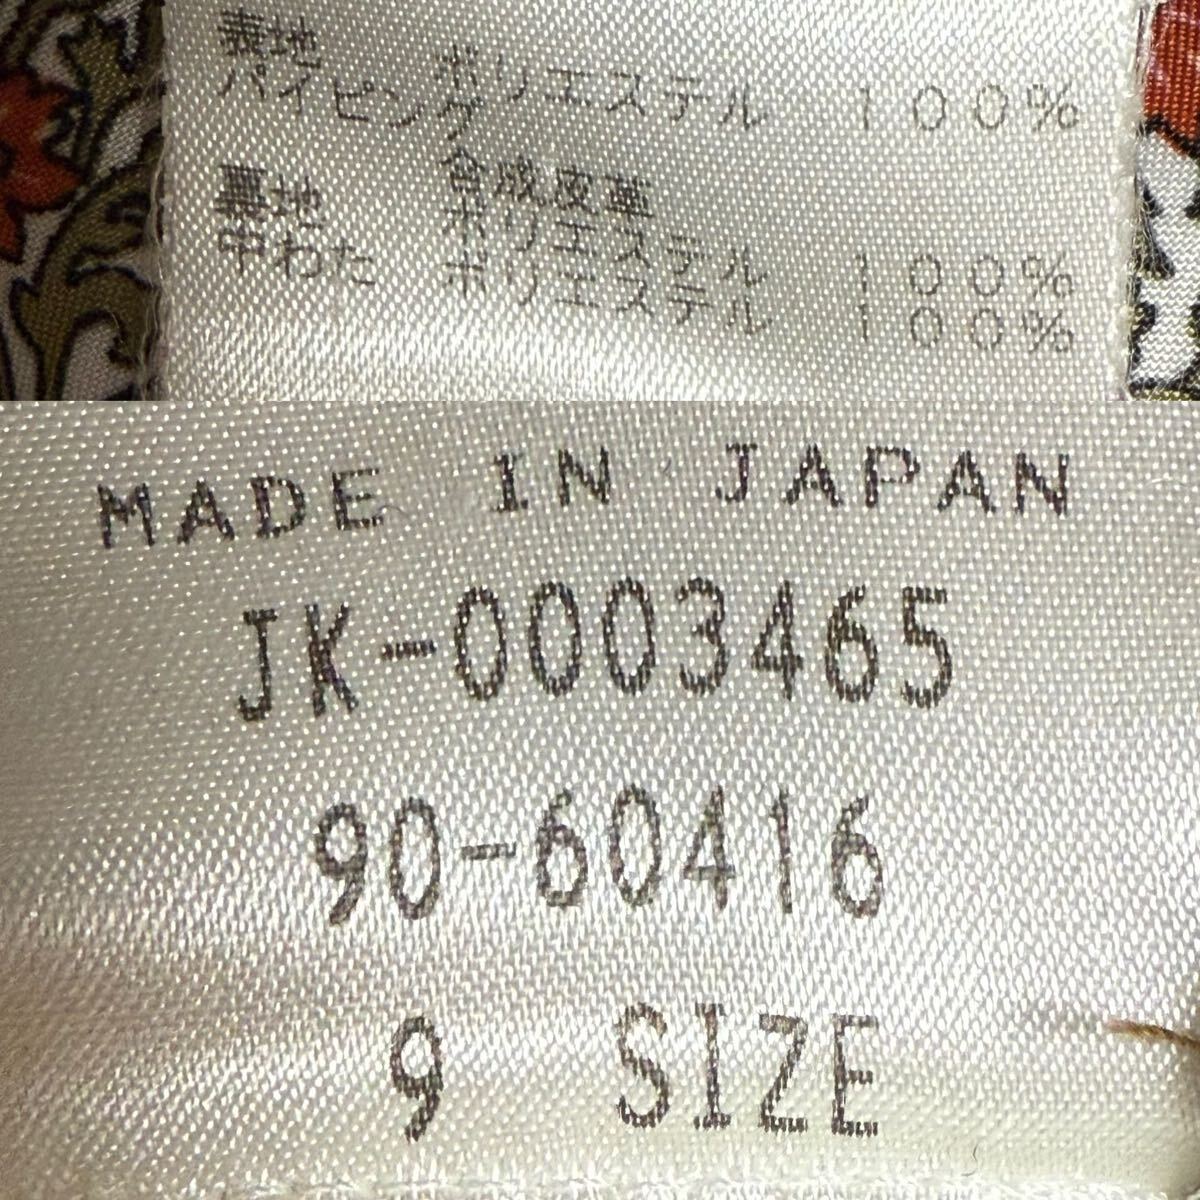 表地 ポリエステル 100%
パイピング
合成皮革
裏地 ポリエステル 100%
中わた ポリエステル 100%
MADE IN JAPAN
JK-0003465
90-60416
9 SIZE